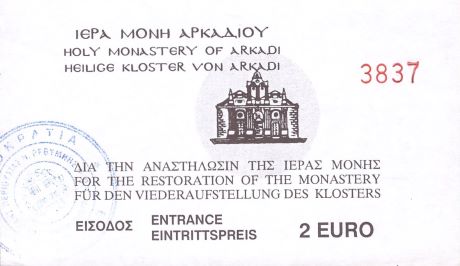 ΙΕΡΑ ΜΟΝΗ ΑΡΚΑΔΙΟΥ
HOLY MONASTERY OF ARKADI
HEILIGE KLOSTER VON ARKADI
3837
ΔΙΑ ΤΗΝ ΑΝΑΣΤΗΛΩΣΙΝ ΤΗΣ ΙΕΡΑΣ ΜΟΝΗΣ
FOR THE RESTORATION OF THE MONASTERY
FÜR DEN VIEDERAUFSTELLUNG DES KLOSTERS
ΕΙΣΟΔΟΣ ENTRANCE
EINTRITTSPREIS
2 EURO